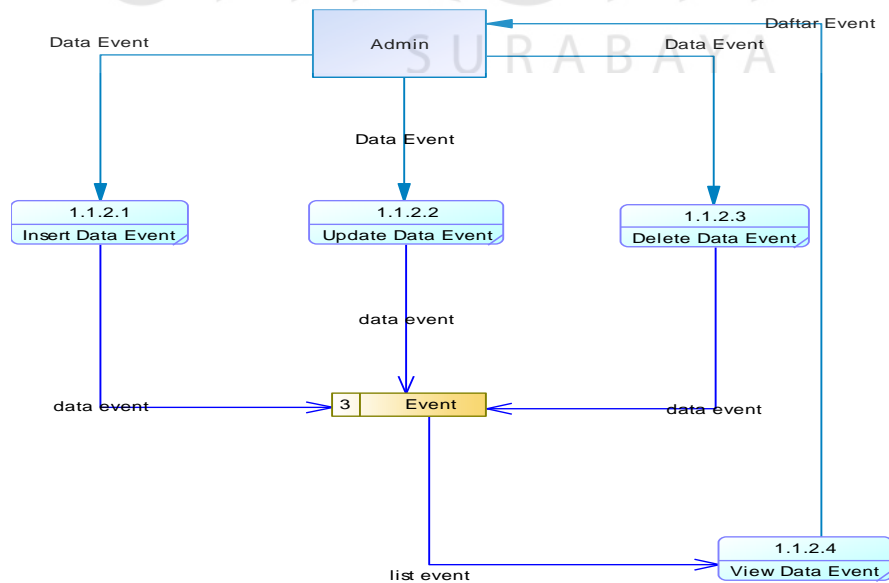 Daftar Event
Data Event
Admin
Data Event
SURABAYA
Data Event
1.1.2.1
Insert Data Event
1.1.2.2
Update Data Event
1.1.2.3
Delete Data Event
data event
data event
3 Event
data event
1.1.2.4
View Data Event
list event